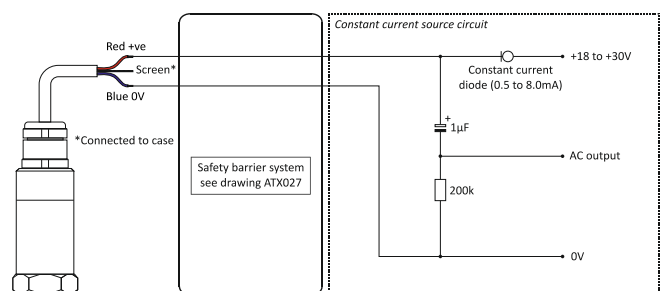 Constant current source circuit
Red +ve
Screen*
Blue 0V
*Connected to case
Safety barrier system
see drawing ATX027
+18 to +30V
Constant current
diode (0.5 to 8.0mA)
+
1µF
AC output
200k
0V